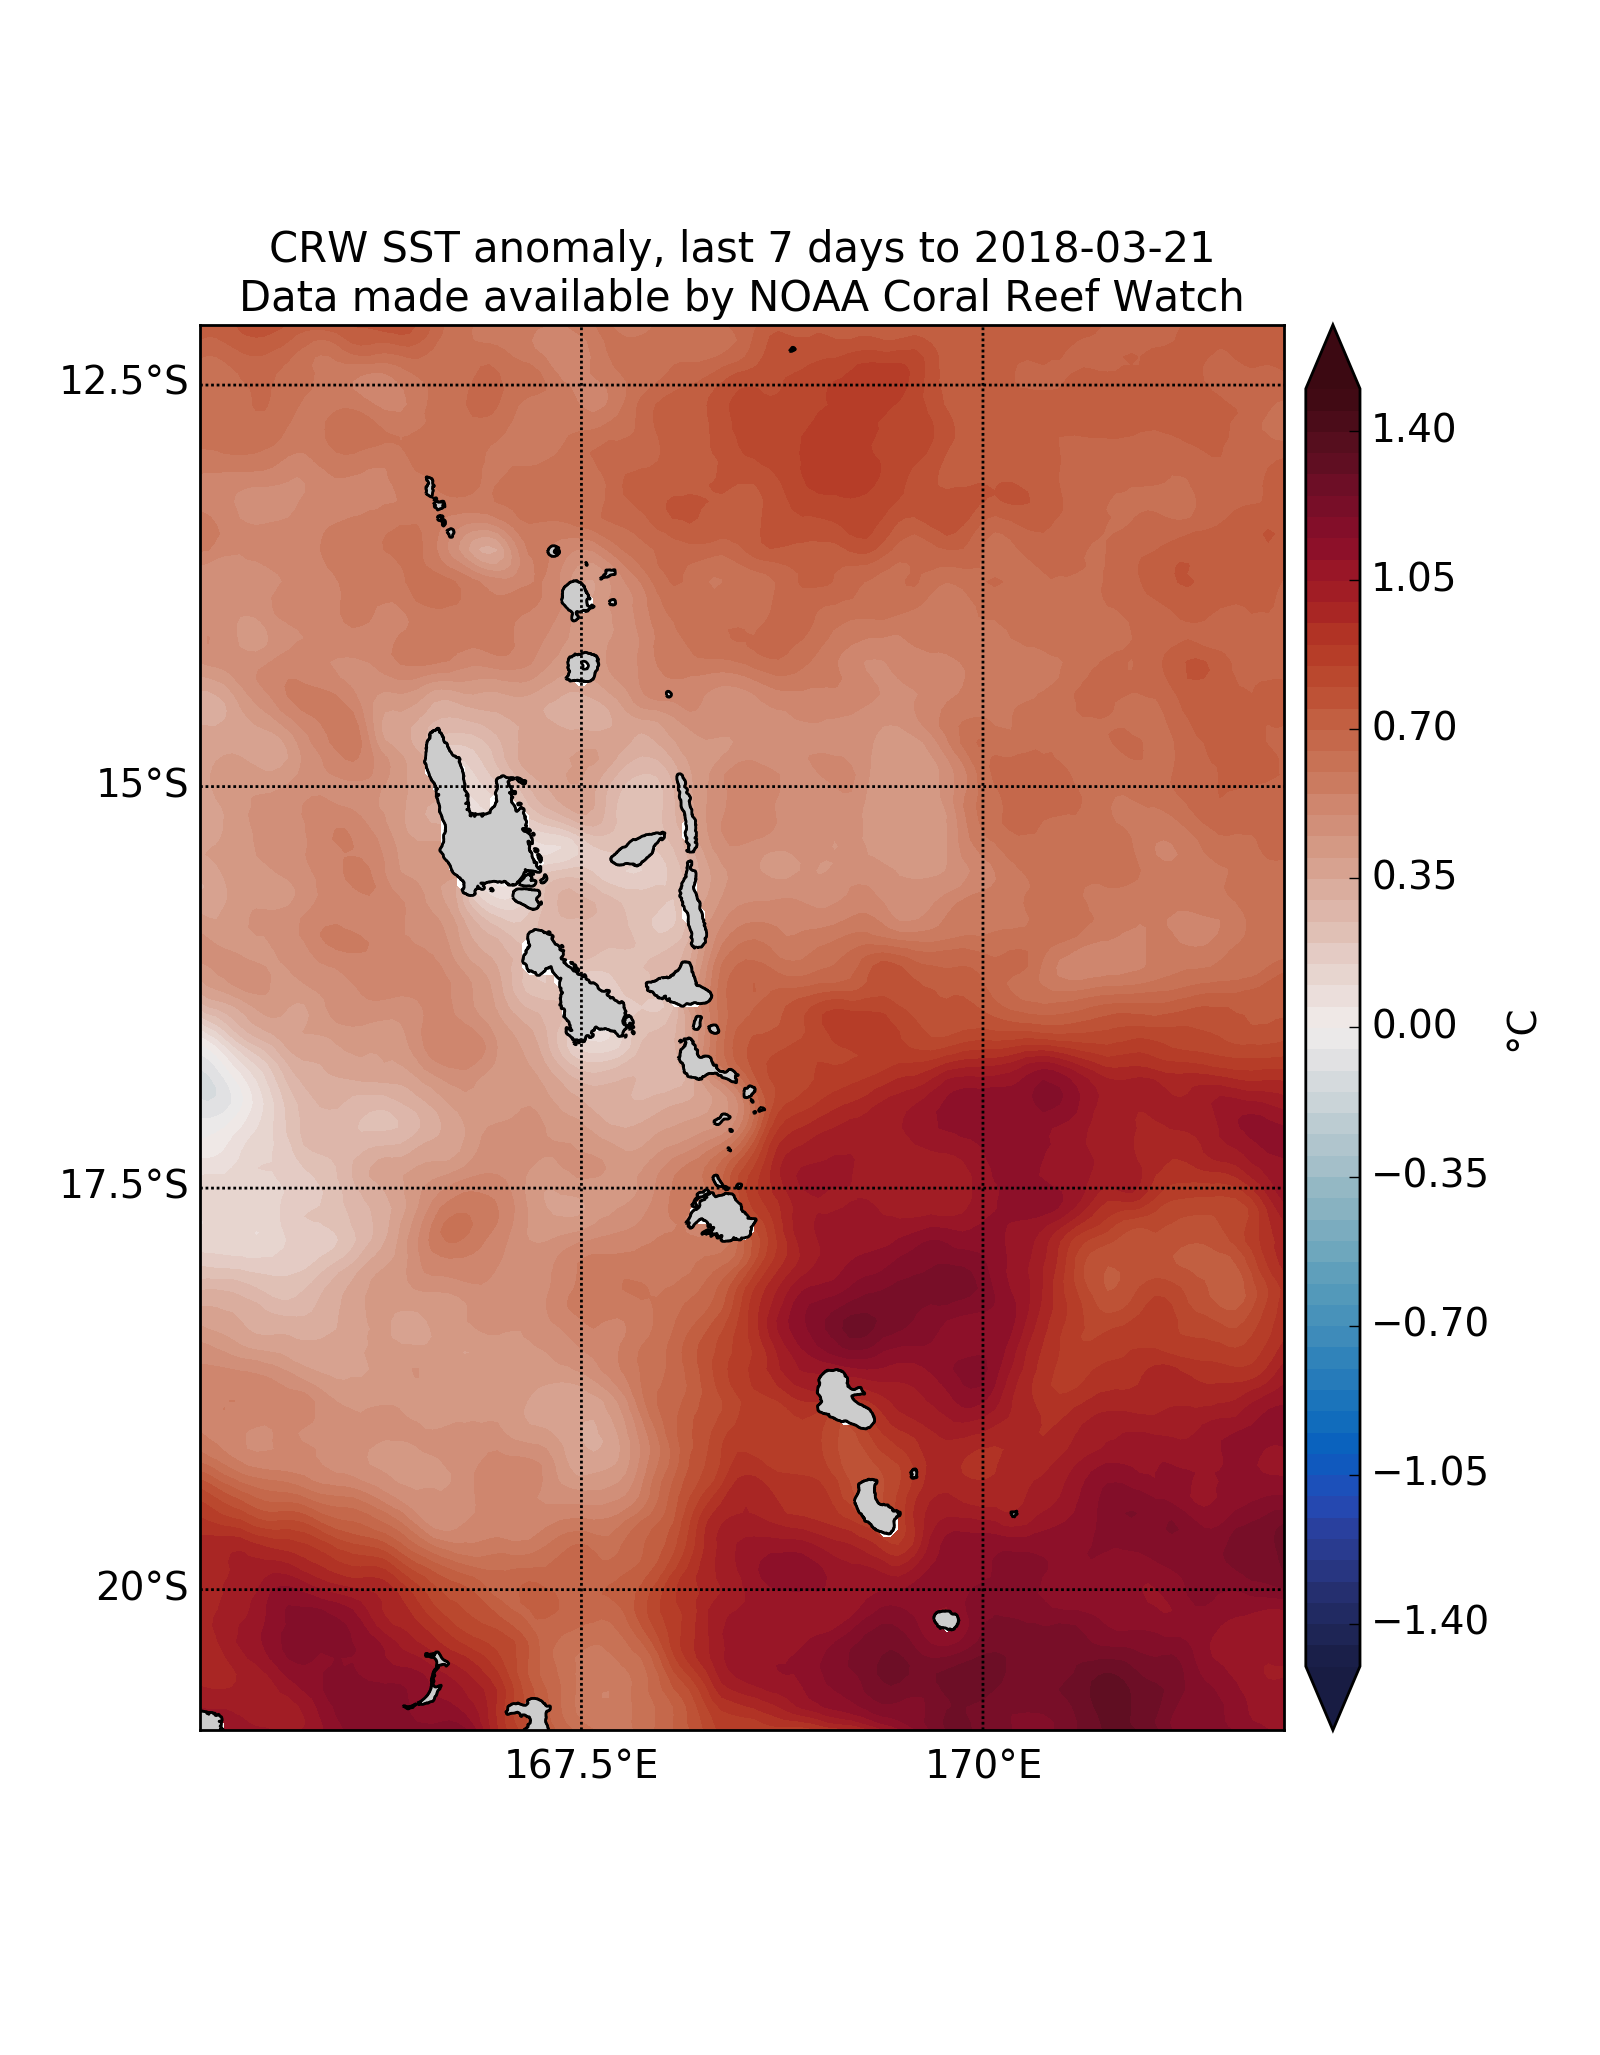 CRW SST anomaly, last 7 days to 2018-03-21
Data made available by NOAA Coral Reef Watch
12.5°S
15°S
17.5°S
20°S
167.5°E
170°E
1.40
1.05
0.70
0.35
0.00
−0.35
−0.70
−1.05
−1.40
°C